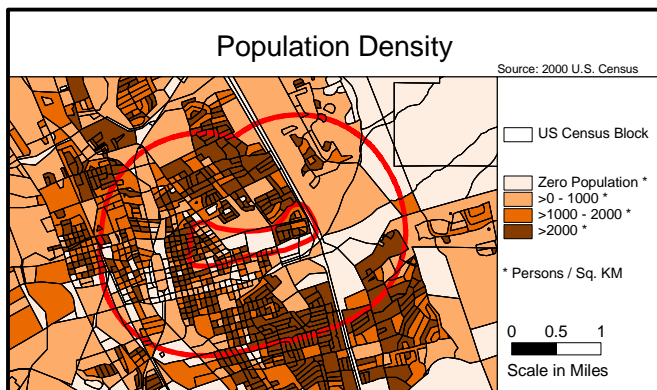 Population Density
Source: 2000 U.S. Census
US Census Block
Zero Population *
>0 - 1000 *
>1000 - 2000 *
>2000 *
* Persons / Sq. KM
0 0.5 1
Scale in Miles